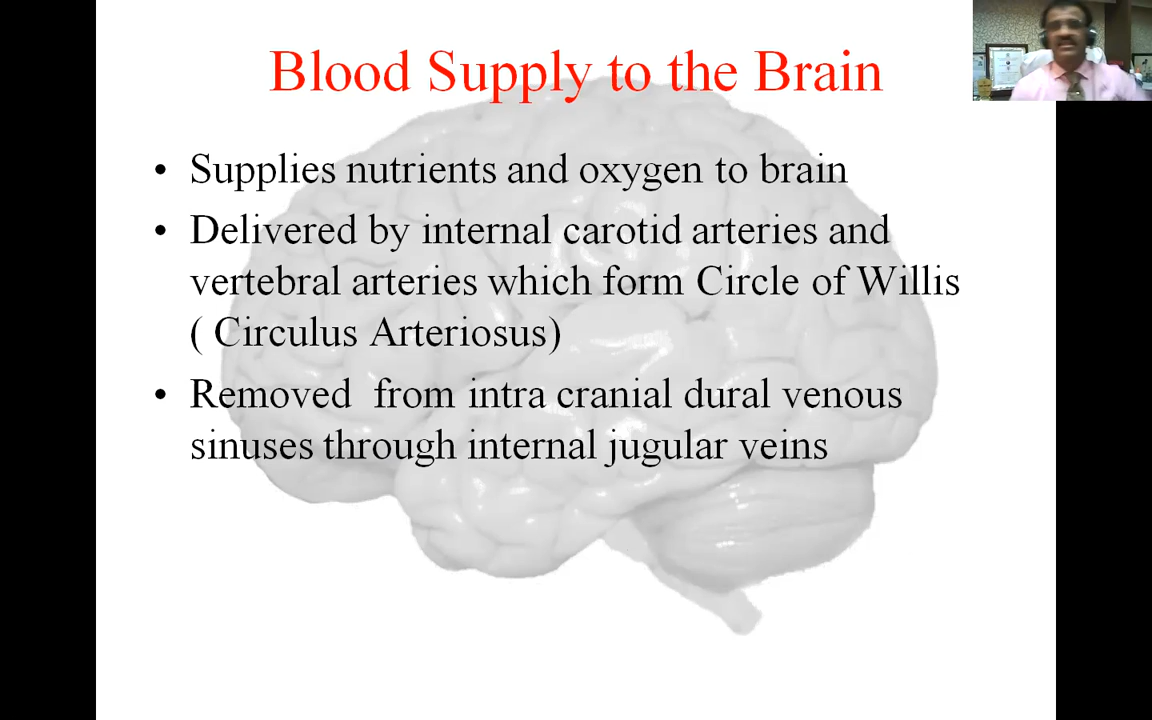 Blood Supply to the Brain
• Supplies nutrients and oxygen to brain
• Delivered by internal carotid arteries and
vertebral arteries which form Circle of Willis
( Circulus Arteriosus)
• Removed from intra cranial dural venous
sinuses through internal jugular veins